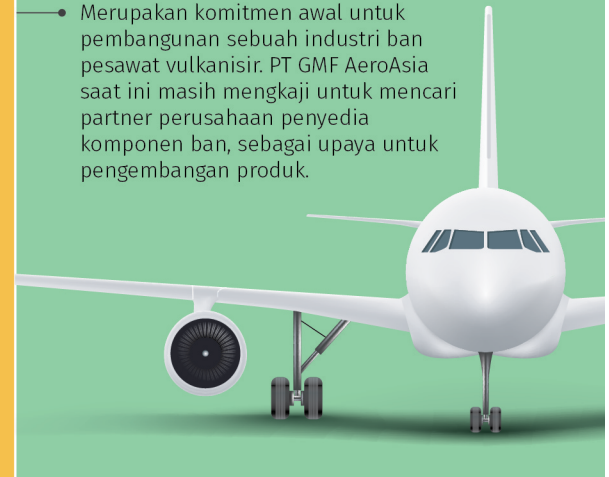 Merupakan komitmen awal untuk
pembangunan sebuah industri ban
pesawat vulkanisir. PT GMF AeroAsia
saat ini masih mengkaji untuk mencari
partner perusahaan penyedia
komponen ban, sebagai upaya untuk
pengembangan produk.